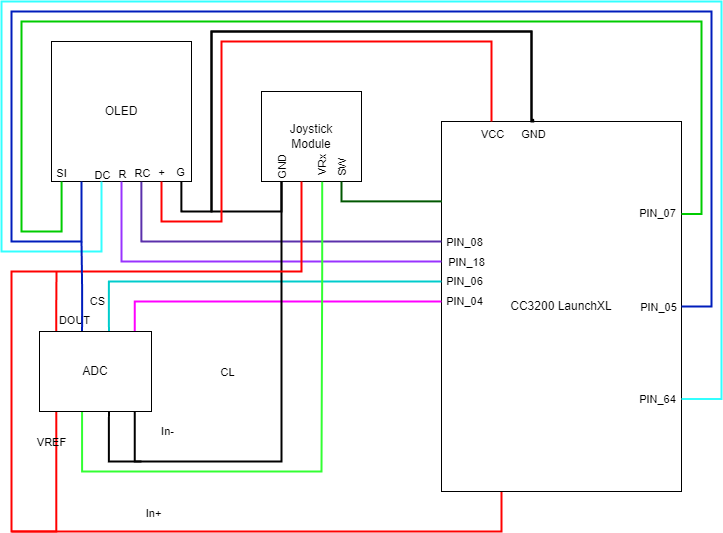 OLED
SI
DC
R
RC
+
G
Joystick
Module
GND
VRx
SW
VCC
GND
PIN_07
PIN_08
PIN_18
PIN_06
PIN_04
CC3200 LaunchXL
PIN_05
PIN_64
CS
DOUT
ADC
CL
In-
VREF
In+